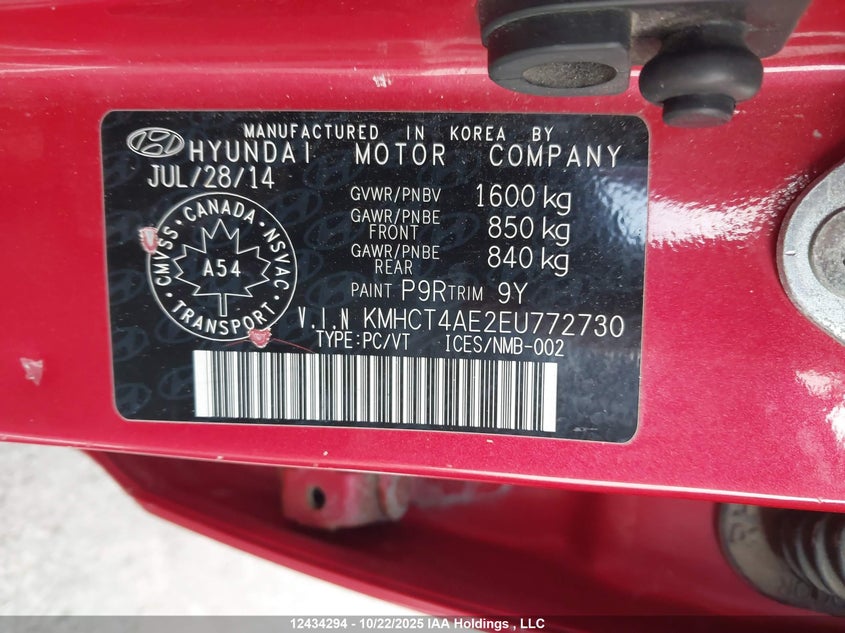 MANUFACTURED IN KOREA BY
HYUNDAI MOTOR COMPANY
JUL/28/14
GVWR/PNBV 1600 kg
GAWR/PNBE FRONT 850 kg
GAWR/PNBE REAR 840 kg
PAINT P9R TRIM 9Y
CMVSS • CANADA • NSVAC • TRANSPORT •
A54
V.I.N KMHCT4AE2EU772730
TYPE:PC/VT ICES/NMB-002
12434294 - 10/22/2025 IAA Holdings , LLC